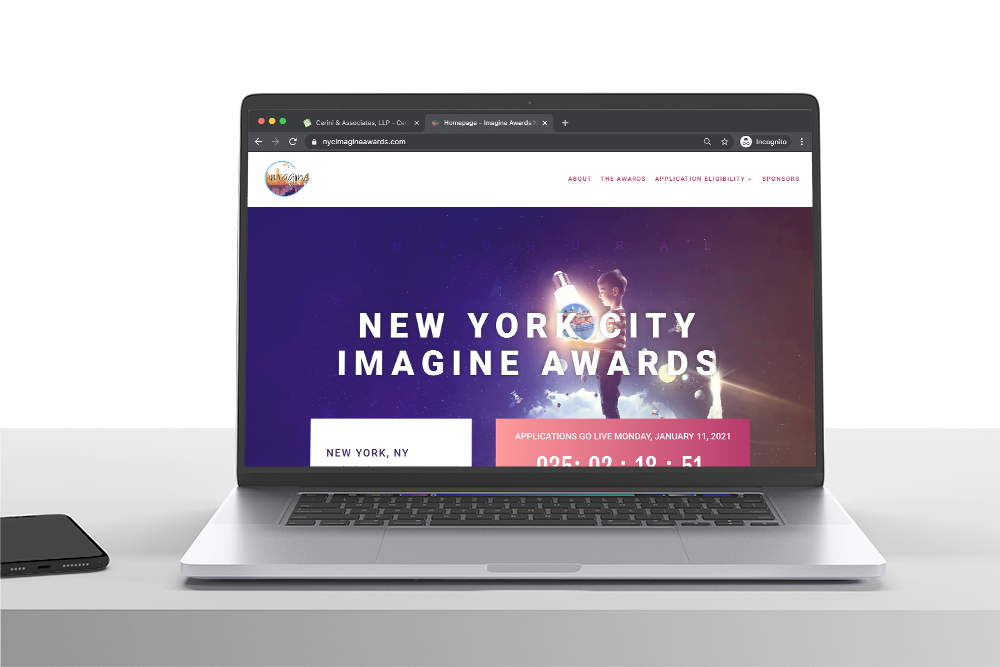 Cerini & Associates, LLP - Ceri
Homepage - Imagine Awards N
nycimagineawards.com
Incognito
imagine
ABOUT
THE AWARDS
APPLICATION ELIGIBILITY
SPONSORS
INAUGURAL
NEW YORK CITY
IMAGINE AWARDS
NEW YORK, NY
APPLICATIONS GO LIVE MONDAY, JANUARY 11, 2021
025: 02 : 18 : 51